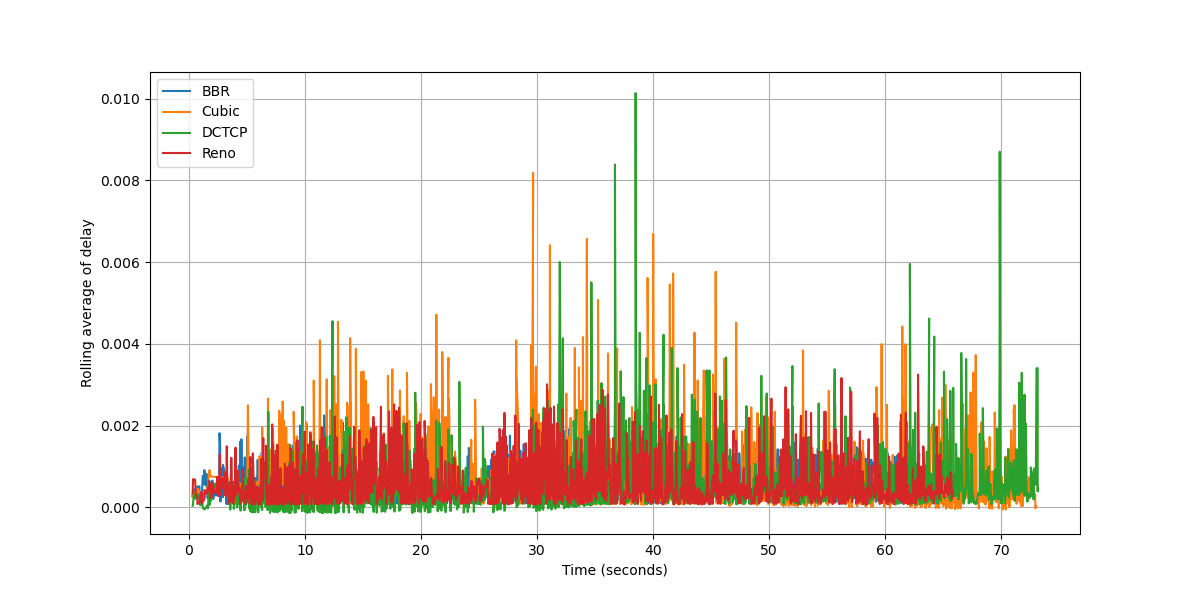 BBR
Cubic
DCTCP
Reno
0.010
0.008
0.006
0.004
0.002
0.000
Rolling average of delay
0 10 20 30 40 50 60 70
Time (seconds)